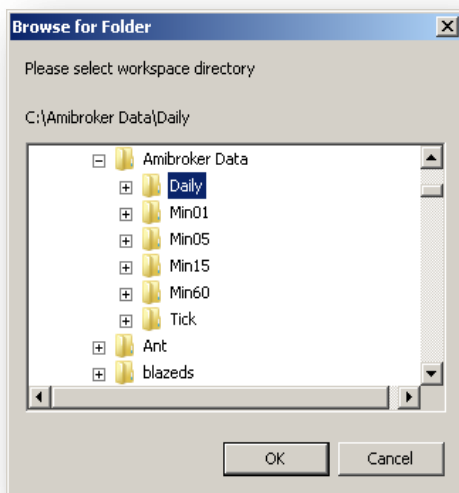 Browse for Folder
Please select workspace directory
C:\Amibroker Data\Daily
Amibroker Data
Daily
Min01
Min05
Min15
Min60
Tick
Ant
blazeds
OK Cancel